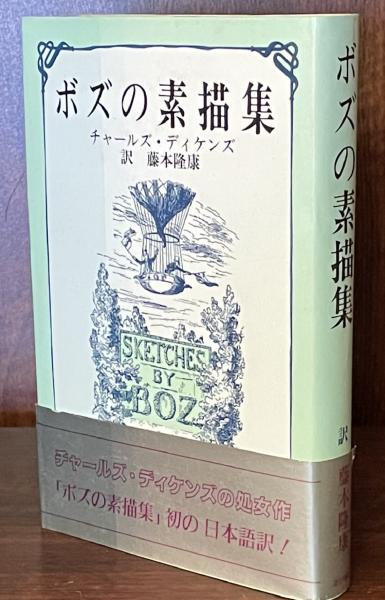 ボズの素描集
チャールズ・ディケンズ
訳 藤本隆康
SKETCHES
BY
BOZ
チャールズ・ディケンズの処女作
「ボズの素描集」初の日本語訳!
ボズの素描集
訳
藤本隆康